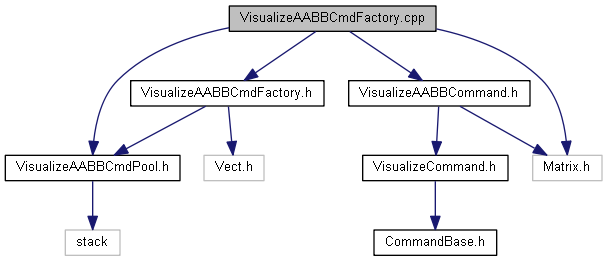 VisualizeAABBCmdFactory.cpp
VisualizeAABBCmdFactory.h
VisualizeAABBCommand.h
VisualizeAABBCmdPool.h
Vect.h
VisualizeCommand.h
Matrix.h
stack
CommandBase.h